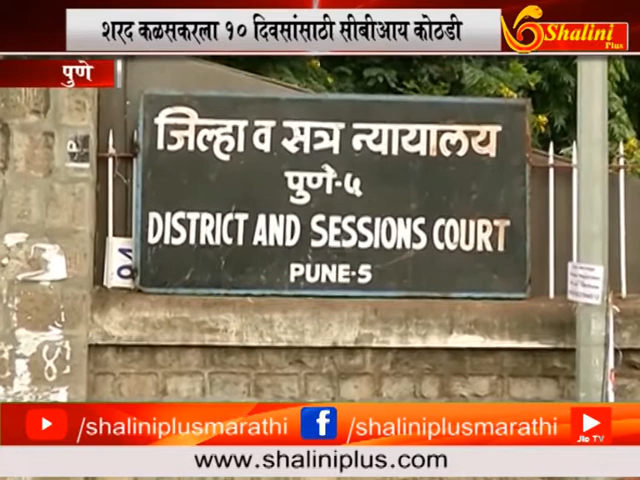 शरद कळसकरला १० दिवसांसाठी सीबीआय कोठडी
Shalini
Plus
पुणे
जिल्हा व सत्र न्यायालय
पुणे-५
DISTRICT AND SESSIONS COURT
PUNE-5
P
/shaliniplusmarathi
/shaliniplusmarathi
Jio TV
www.shaliniplus.com